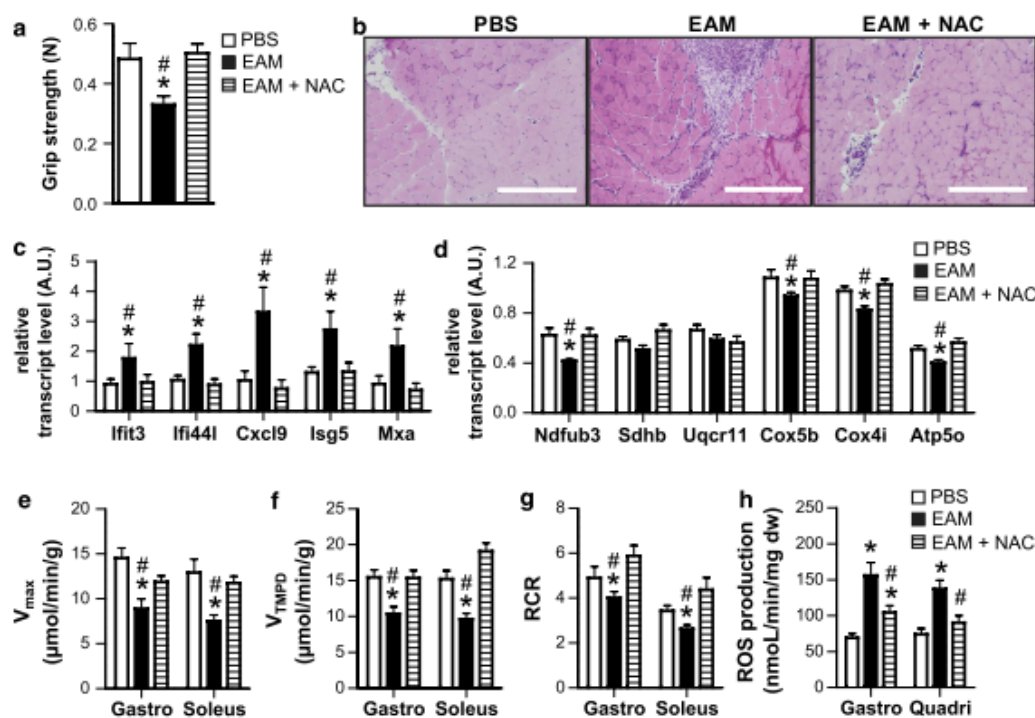 a
Grip strength (N)
0.6
0.4
0.2
0.0
PBS
EAM
EAM + NAC
#
*
b
PBS
EAM
EAM + NAC
c
relative
transcript level (A.U.)
5
4
3
2
1
0
#
*
#
*
#
*
#
*
#
*
Ifit3
Ifi44l
Cxcl9
Isg5
Mxa
d
relative
transcript level (A.U.)
1.2
0.8
0.4
0.0
PBS
EAM
EAM + NAC
#
*
#
*
#
*
#
*
Ndfub3
Sdhb
Uqcr11
Cox5b
Cox4i
Atp5o
e
Vmax
(µmol/min/g)
20
15
10
5
0
#
*
#
*
Gastro
Soleus
f
VTMPD
(µmol/min/g)
25
20
15
10
5
0
#
*
#
*
Gastro
Soleus
g
RCR
8
6
4
2
0
#
*
#
*
Gastro
Soleus
h
ROS production
(nmoL/min/mg dw)
250
200
150
100
50
0
PBS
EAM
EAM + NAC
*
#
*
*
#
Gastro
Quadri